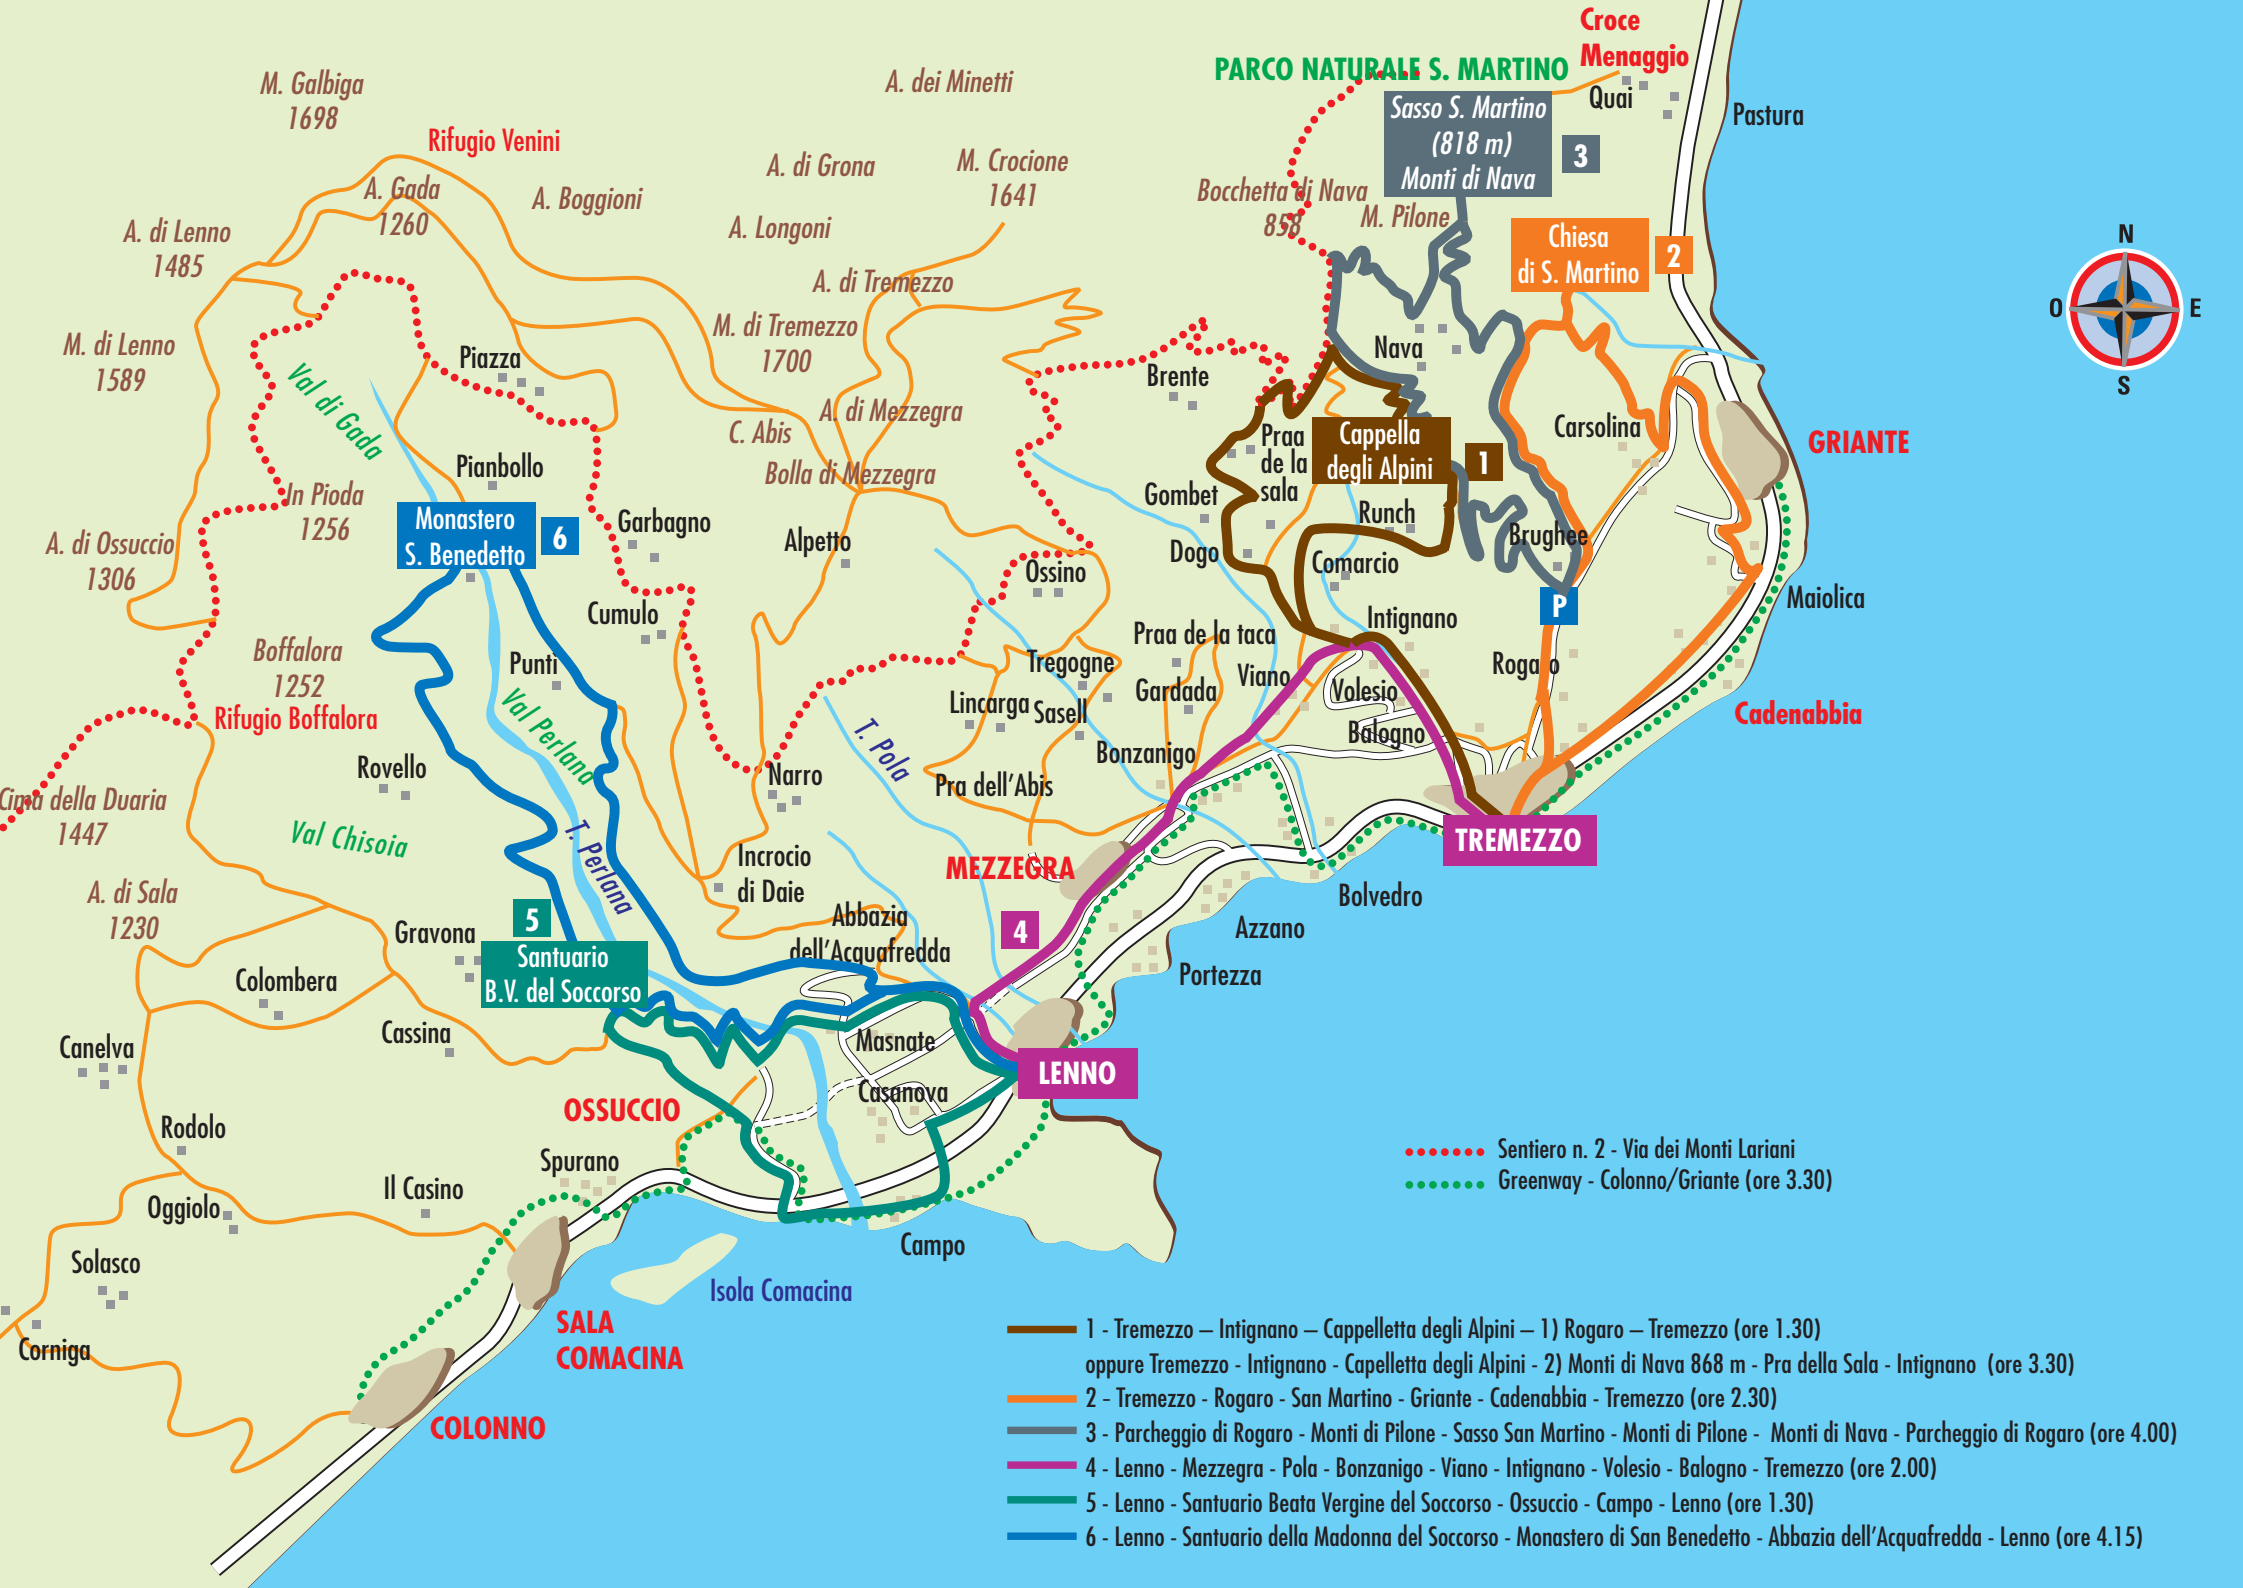 Croce
Menaggio
PARCO NATURALE S. MARTINO
M. Galbiga
1698
A. dei Minetti
Quai
Pastura
Sasso S. Martino
(818 m)
Monti di Nava
3
Rifugio Venini
A. di Grona
M. Crocione
1641
A. Gada
1260
A. Boggioni
Bocchetta di Nava
858
M. Pilone
A. di Lenno
1485
A. Longoni
Chiesa
di S. Martino
2
N
O
E
S
A. di Tremezzo
M. di Tremezzo
1700
M. di Lenno
1589
Piazza
Nava
Brente
Val di Gada
A. di Mezzegra
C. Abis
Carsolina
GRIANTE
Praa
de la
sala
Cappella
degli Alpini
1
Pianbollo
Bolla di Mezzegra
In Pioda
1256
Gombet
Runch
Monastero
S. Benedetto
6
Garbagno
Alpetto
Dogo
Brughee
A. di Ossuccio
1306
Ossino
Comarcio
P
Maiolica
Cumulo
Intignano
Praa de la taca
Boffalora
1252
Rifugio Boffalora
Punti
Tregogne
Viano
Rogaro
Val Perlana
Lincarga
Sasell
Gardada
Volesio
Cadenabbia
T. Pola
Balogno
Bonzanigo
Rovello
Narro
Pra dell'Abis
Cima della Duaria
1447
Val Chisoia
T. Perlana
TREMEZZO
Incrocio
di Daie
MEZZEGRA
Bolvedro
A. di Sala
1230
5
Abbazia
dell'Acquafredda
4
Azzano
Gravona
Santuario
B.V. del Soccorso
Portezza
Colombera
Cassina
Masnate
Canelva
LENNO
Casanova
OSSUCCIO
Rodolo
Spurano
Il Casino
Oggiolo
Campo
Solasco
Isola Comacina
SALA
COMACINA
Corniga
COLONNO
Sentiero n. 2 - Via dei Monti Lariani
Greenway - Colonno/Griante (ore 3.30)
1 - Tremezzo – Intignano – Cappelletta degli Alpini – 1) Rogaro – Tremezzo (ore 1.30)
oppure Tremezzo - Intignano - Capelletta degli Alpini - 2) Monti di Nava 868 m - Pra della Sala - Intignano (ore 3.30)
2 - Tremezzo - Rogaro - San Martino - Griante - Cadenabbia - Tremezzo (ore 2.30)
3 - Parcheggio di Rogaro - Monti di Pilone - Sasso San Martino - Monti di Pilone - Monti di Nava - Parcheggio di Rogaro (ore 4.00)
4 - Lenno - Mezzegra - Pola - Bonzanigo - Viano - Intignano - Volesio - Balogno - Tremezzo (ore 2.00)
5 - Lenno - Santuario Beata Vergine del Soccorso - Ossuccio - Campo - Lenno (ore 1.30)
6 - Lenno - Santuario della Madonna del Soccorso - Monastero di San Benedetto - Abbazia dell'Acquafredda - Lenno (ore 4.15)